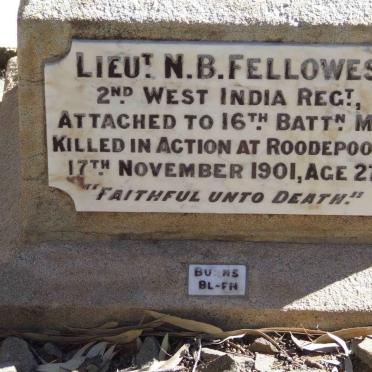 LIEUT. N.B. FELLOWES
2ND WEST INDIA REGT,
ATTACHED TO 16TH BATTN M
KILLED IN ACTION AT ROODEPOO
17TH NOVEMBER 1901, AGE 27
"FAITHFUL UNTO DEATH."
BL-FH